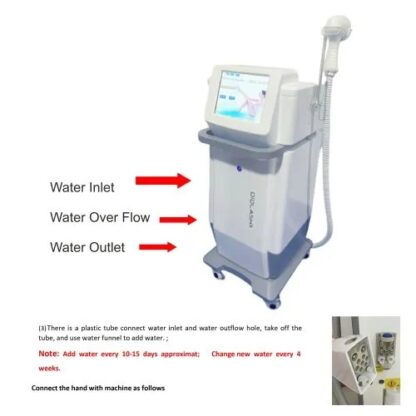 Water Inlet
Water Over Flow
Water Outlet
(3)There is a plastic tube connect water inlet and water outflow hole, take off the
tube, and use water funnel to add water. ;
Note: Add water every 10-15 days approximat; Change new water every 4
weeks.
Connect the hand with machine as follows